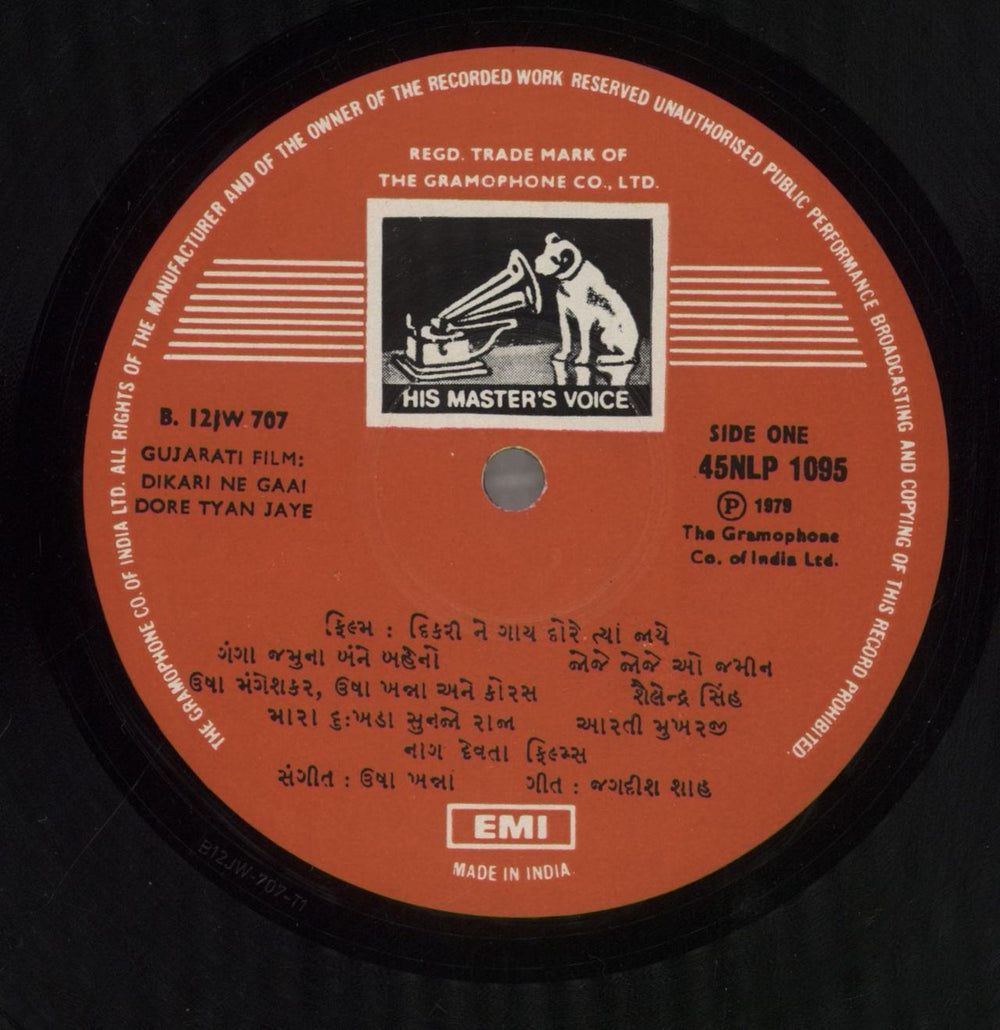 THE GRAMOPHONE CO. OF INDIA LTD. ALL RIGHTS OF THE MANUFACTURER AND OF THE OWNER OF THE RECORDED WORK RESERVED UNAUTHORISED PUBLIC PERFORMANCE BROADCASTING AND COPYING OF THIS RECORD PROHIBITED
REGD. TRADE MARK OF
THE GRAMOPHONE CO., LTD.
HIS MASTER'S VOICE
B. 12JW 707
GUJARATI FILM:
DIKARI NE GAAI
DORE TYAN JAYE
SIDE ONE
45NLP 1095
Ⓟ 1979
The Gramophone
Co. of India Ltd.
ફિલ્મ : દિકરી ને ગાય દોરે ત્યાં જાયે
ગંગા જમુના બંને બહેનો જોજે જોજે ઓ જમીન
ઉષા મંગેશકર, ઉષા ખન્ના અને કોરસ શૈલેન્દ્ર સિંહ
મારા દુઃખડા સુનજો રાજ આરતી મુખરજી
નાગ દેવતા ફિલ્મ્સ
સંગીત : ઉષા ખન્ના ગીત : જગદીશ શાહ
EMI
MADE IN INDIA
B12JW-707-T1